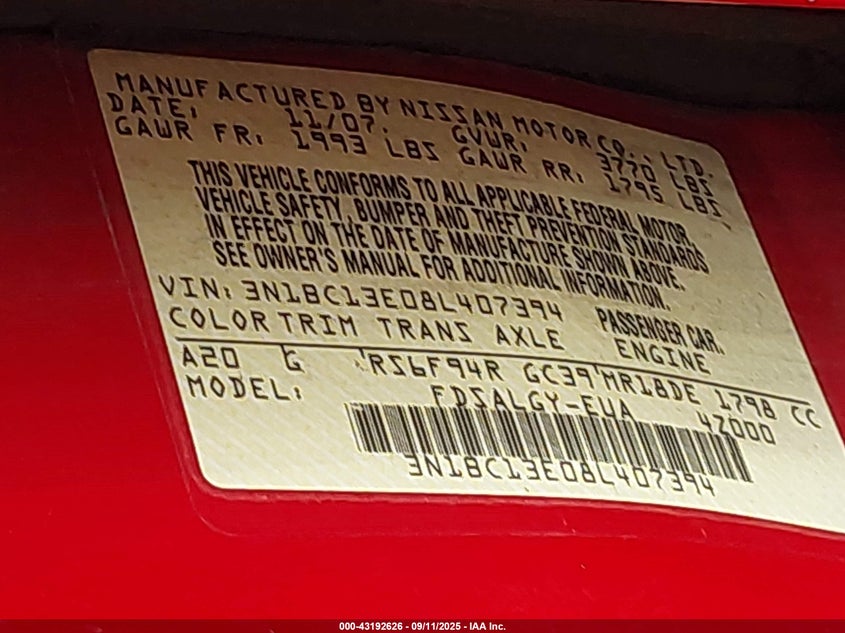 MANUFACTURED BY NISSAN MOTOR CO., LTD.
DATE: 11/07. GVWR: 3770 LBS
GAWR FR: 1993 LBS GAWR RR: 1795 LBS
THIS VEHICLE CONFORMS TO ALL APPLICABLE FEDERAL MOTOR
VEHICLE SAFETY, BUMPER AND THEFT PREVENTION STANDARDS
IN EFFECT ON THE DATE OF MANUFACTURE SHOWN ABOVE.
SEE OWNER'S MANUAL FOR ADDITIONAL INFORMATION.
VIN: 3N1BC13E08L407394 PASSENGER CAR.
COLOR TRIM TRANS AXLE ENGINE
A20 G RS6F94R GC39 MR18DE 1798 CC
MODEL: FDSALGY-EUA 4Z000
3N1BC13E08L407394
000-43192626 - 09/11/2025 - IAA Inc.